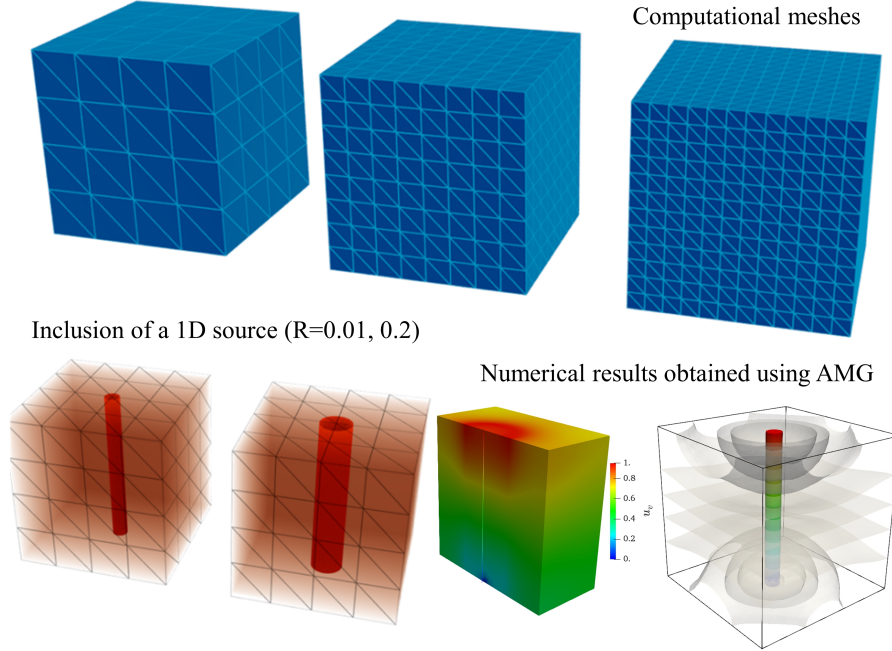 Computational meshes
Inclusion of a 1D source (R=0.01, 0.2)
Numerical results obtained using AMG
1.
0.8
0.6
0.4
0.2
0.
u_v